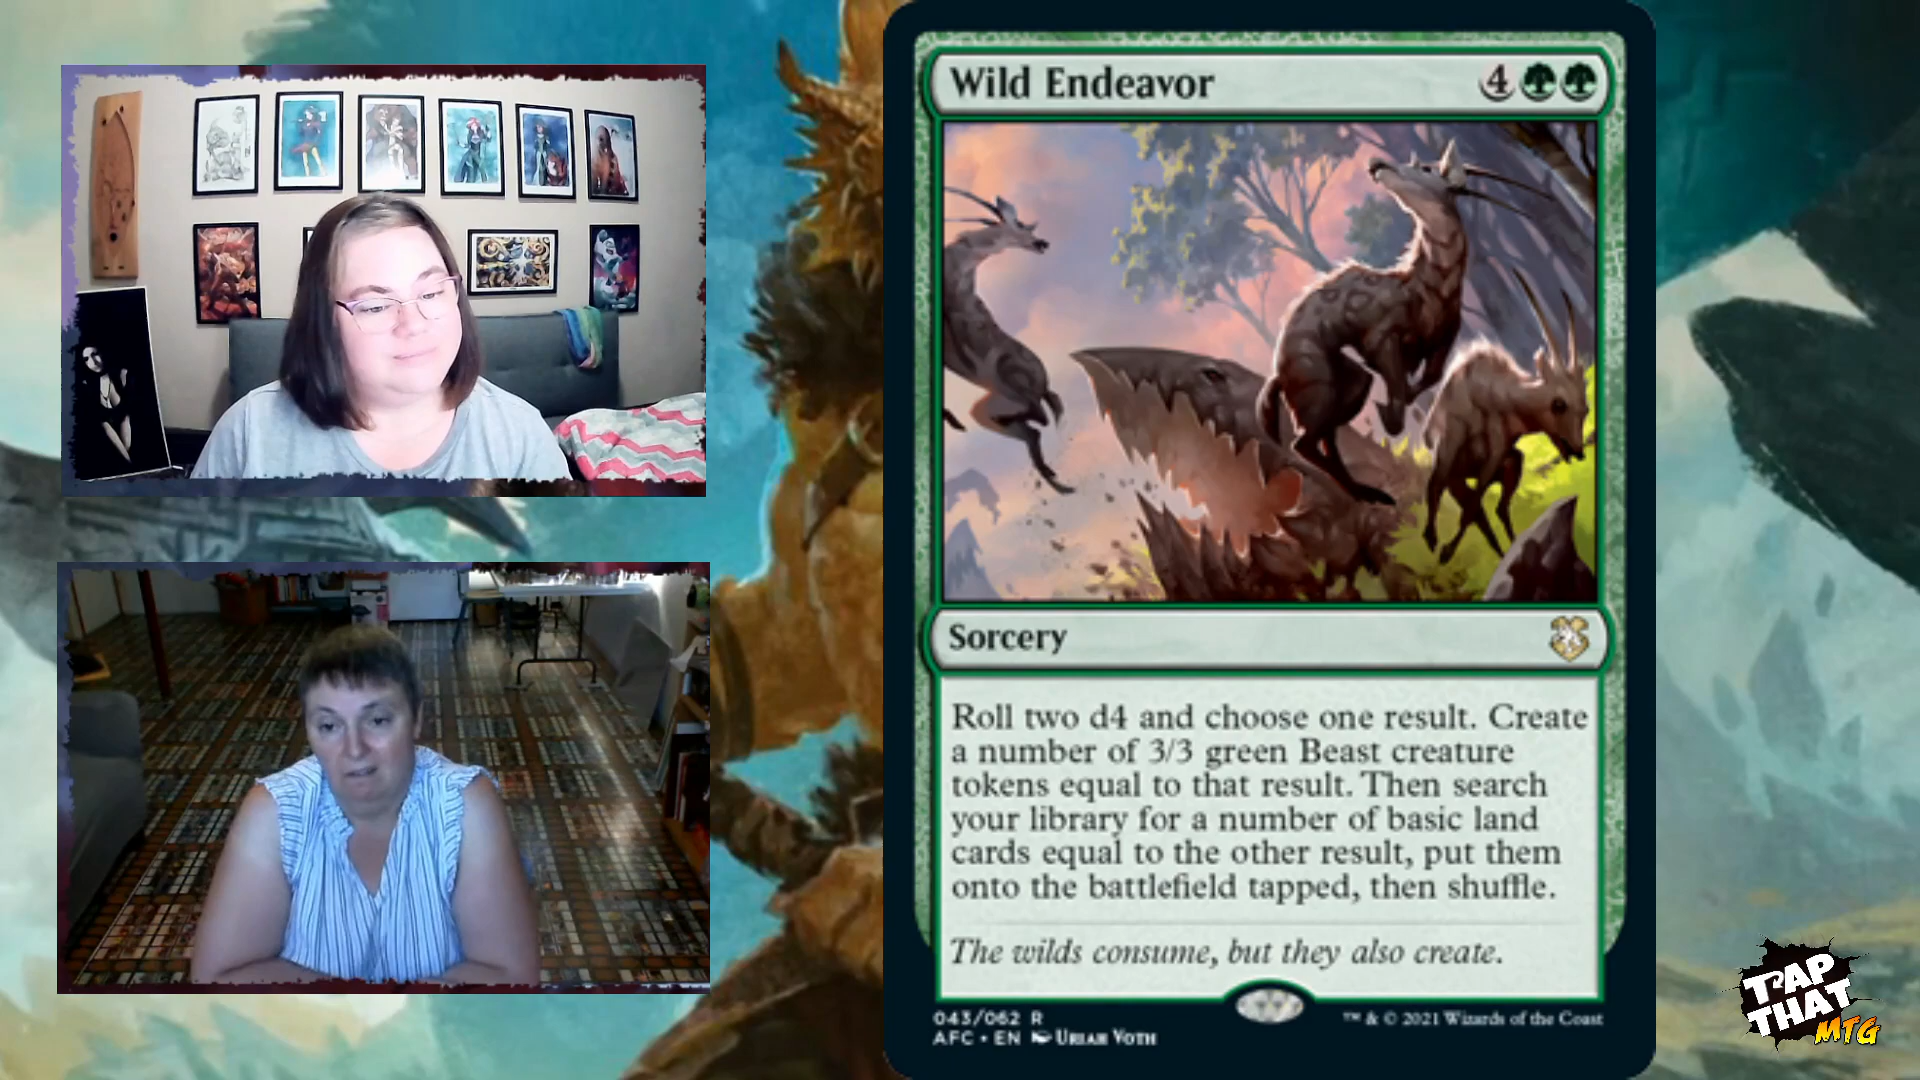 Wild Endeavor 4
Sorcery
Roll two d4 and choose one result. Create
a number of 3/3 green Beast creature
tokens equal to that result. Then search
your library for a number of basic land
cards equal to the other result, put them
onto the battlefield tapped, then shuffle.
The wilds consume, but they also create.
043/062 R
™ & © 2021 Wizards of the Coast
AFC • EN Uriah Voth
TAP
THAT
MTG